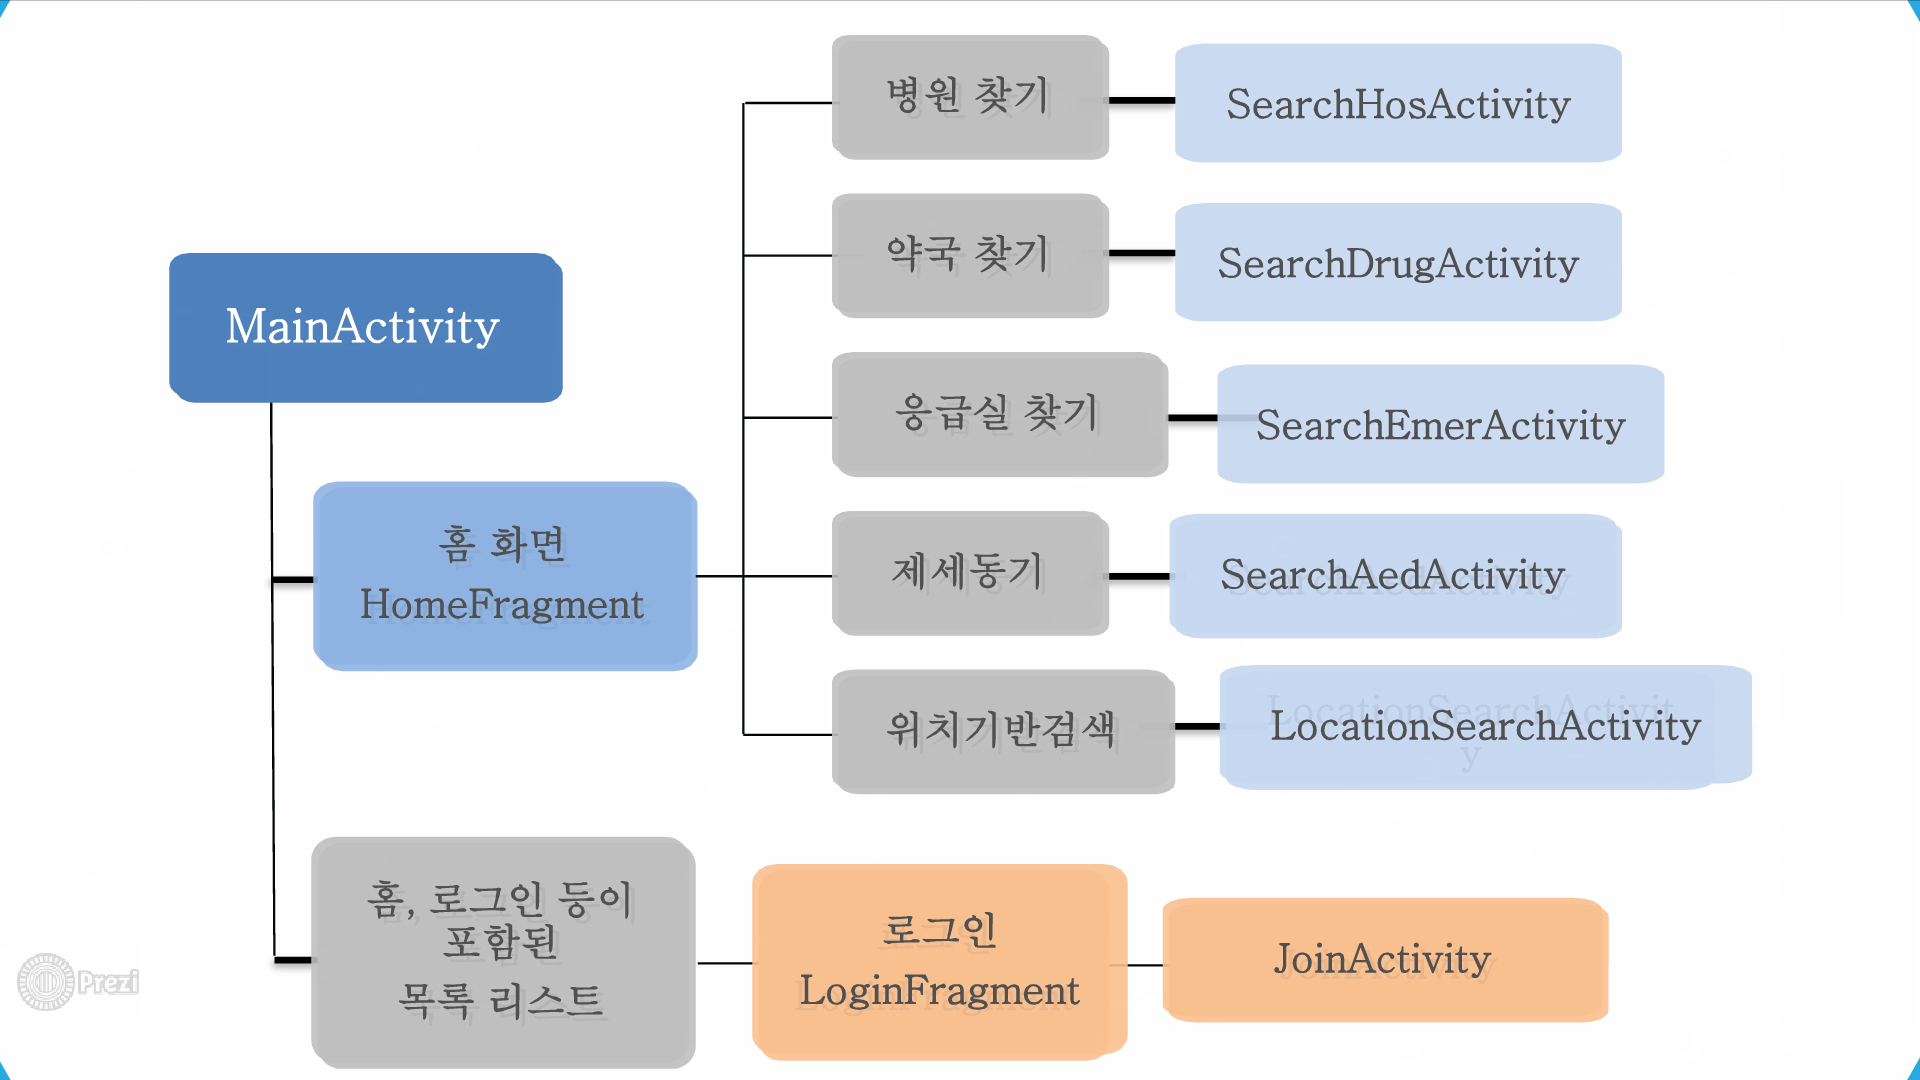 병원 찾기
SearchHosActivity
약국 찾기
SearchDrugActivity
MainActivity
응급실 찾기
SearchEmerActivity
홈 화면
HomeFragment
제세동기
SearchAedActivity
위치기반검색
LocationSearchActivity
홈, 로그인 등이
포함된
목록 리스트
로그인
LoginFragment
JoinActivity
Prezi